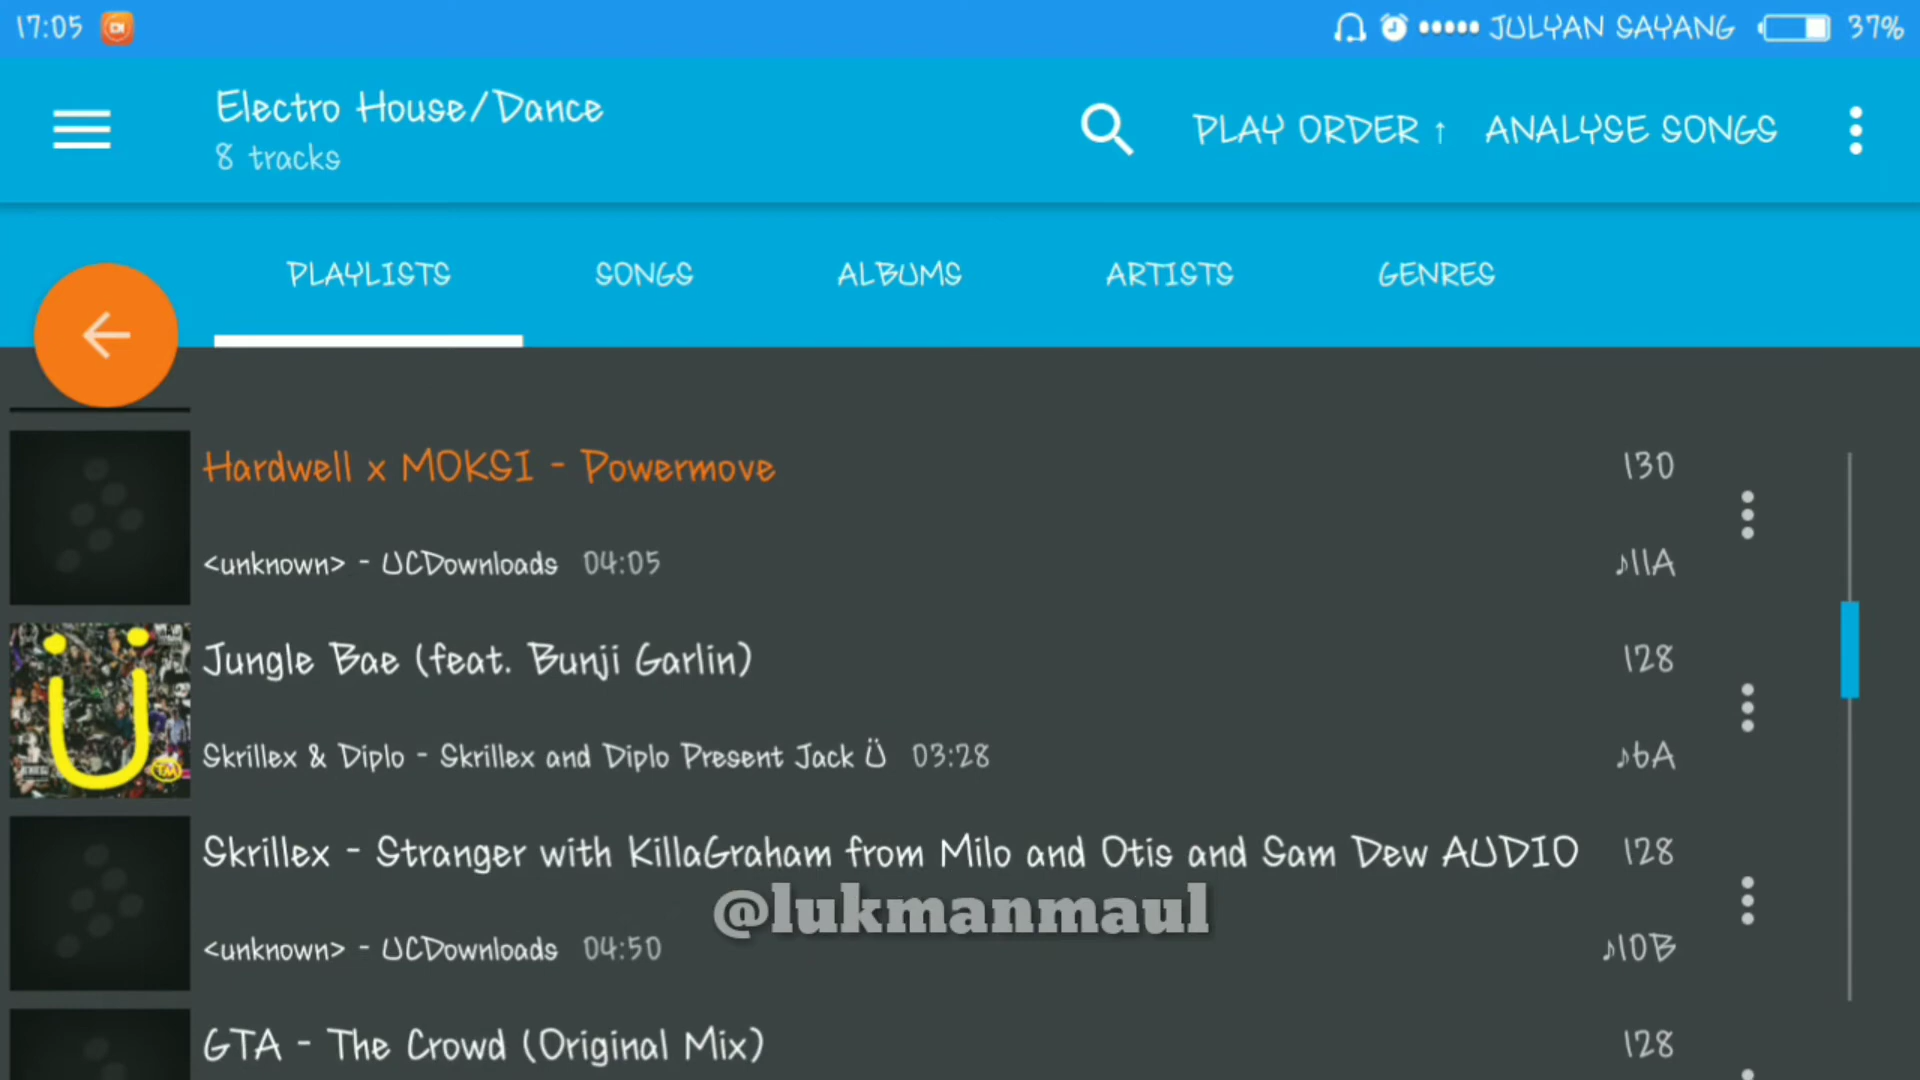 17:05 JULYAN SAYANG 37%
Electro House/Dance
8 tracks
PLAY ORDER ↑ ANALYSE SONGS
PLAYLISTS SONGS ALBUMS ARTISTS GENRES
Hardwell x MOKSI - Powermove 130
<unknown> - UCDownloads 04:05 ♪11A
Jungle Bae (feat. Bunji Garlin) 128
Skrillex & Diplo - Skrillex and Diplo Present Jack Ü 03:28 ♪6A
Skrillex - Stranger with KillaGraham from Milo and Otis and Sam Dew AUDIO 128
@lukmanmaul
<unknown> - UCDownloads 04:50 ♪10B
GTA - The Crowd (Original Mix) 128